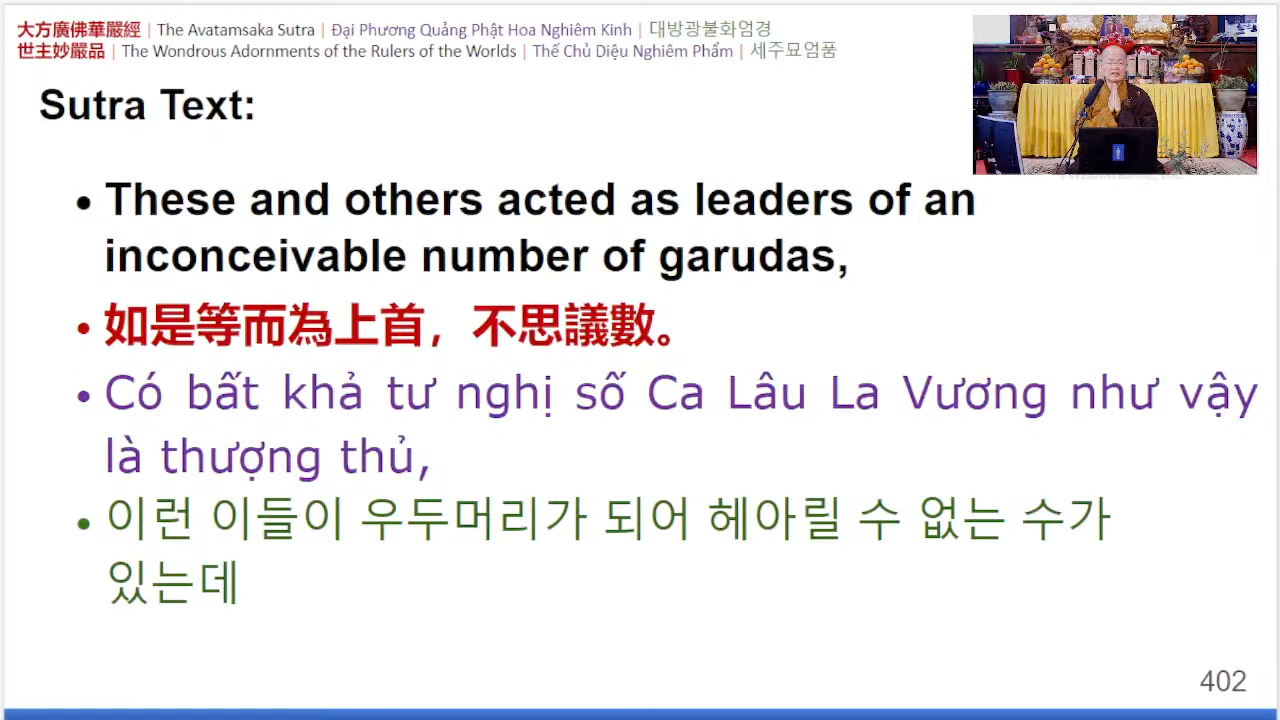 大方廣佛華嚴經 | The Avatamsaka Sutra | Đại Phương Quảng Phật Hoa Nghiêm Kinh | 대방광불화엄경
世主妙嚴品 | The Wondrous Adornments of the Rulers of the Worlds | Thế Chủ Diệu Nghiêm Phẩm | 세주묘엄품
Sutra Text:
• These and others acted as leaders of an
inconceivable number of garudas,
• 如是等而為上首，不思議數。
• Có bất khả tư nghị số Ca Lâu La Vương như vậy
là thượng thủ,
• 이런 이들이 우두머리가 되어 헤아릴 수 없는 수가
있는데
402